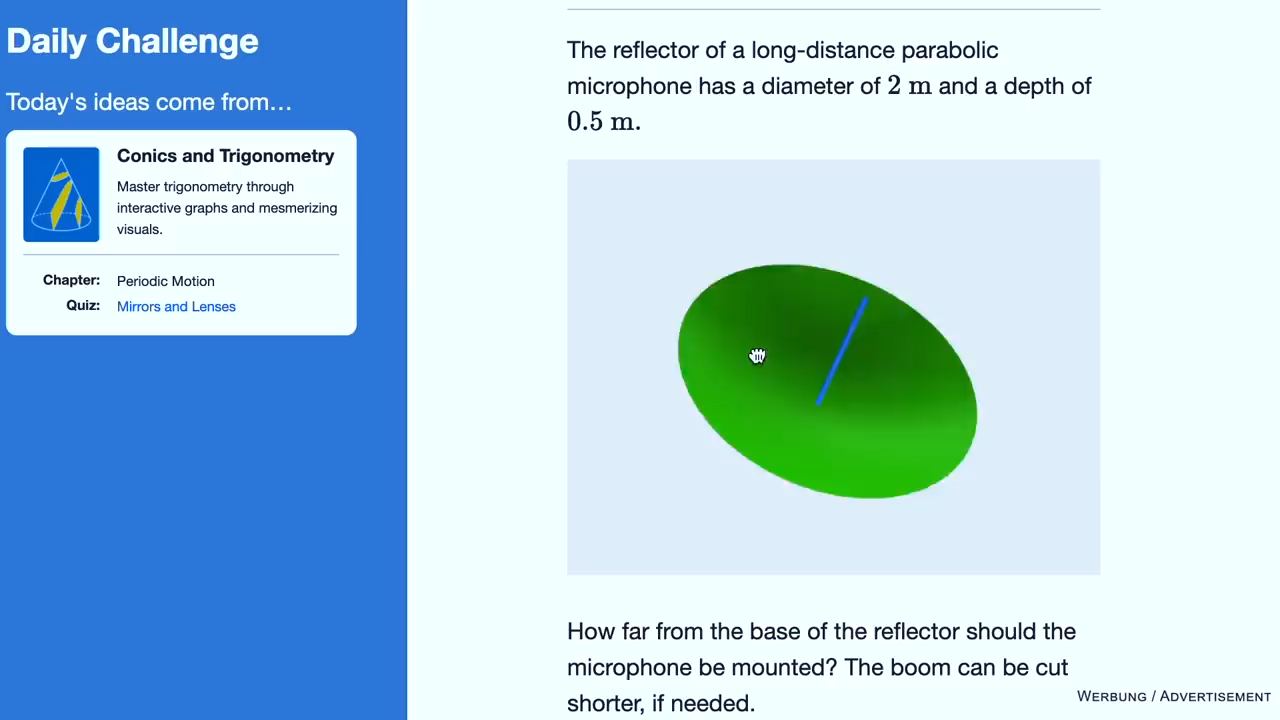 Daily Challenge
Today's ideas come from…
Conics and Trigonometry
Master trigonometry through
interactive graphs and mesmerizing
visuals.
Chapter: Periodic Motion
Quiz: Mirrors and Lenses
The reflector of a long-distance parabolic
microphone has a diameter of 2 m and a depth of
0.5 m.
How far from the base of the reflector should the
microphone be mounted? The boom can be cut
shorter, if needed.
Werbung / Advertisement